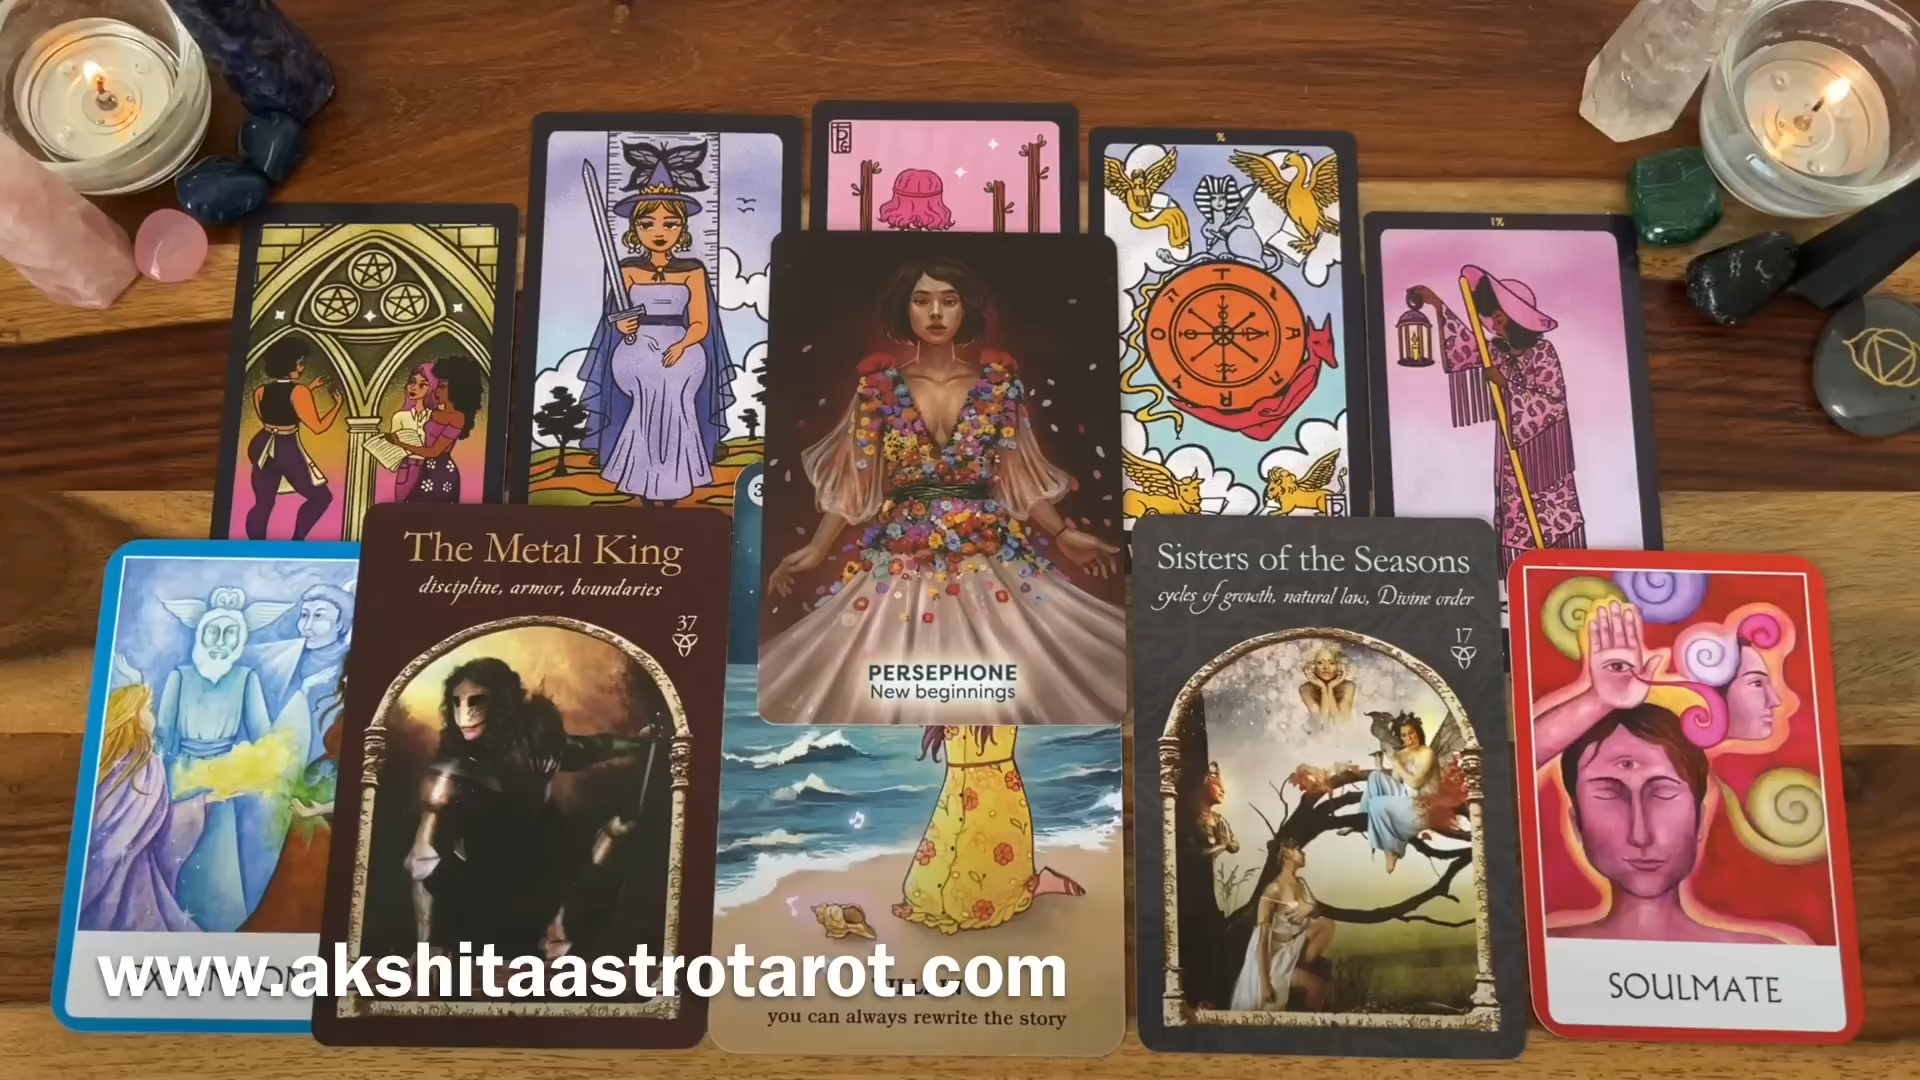 T
A
R
O
The Metal King
discipline, armor, boundaries
37
3
PERSEPHONE
New beginnings
Sisters of the Seasons
cycles of growth, natural law, Divine order
17
www.akshitaastrotarot.com
you can always rewrite the story
SOULMATE